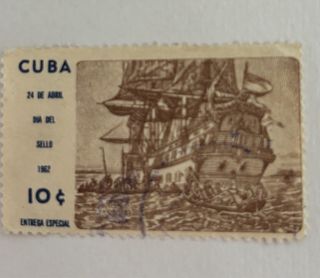 CUBA
24 DE ABRIL
DIA DEL
SELLO
1962
10 ¢
ENTREGA ESPECIAL